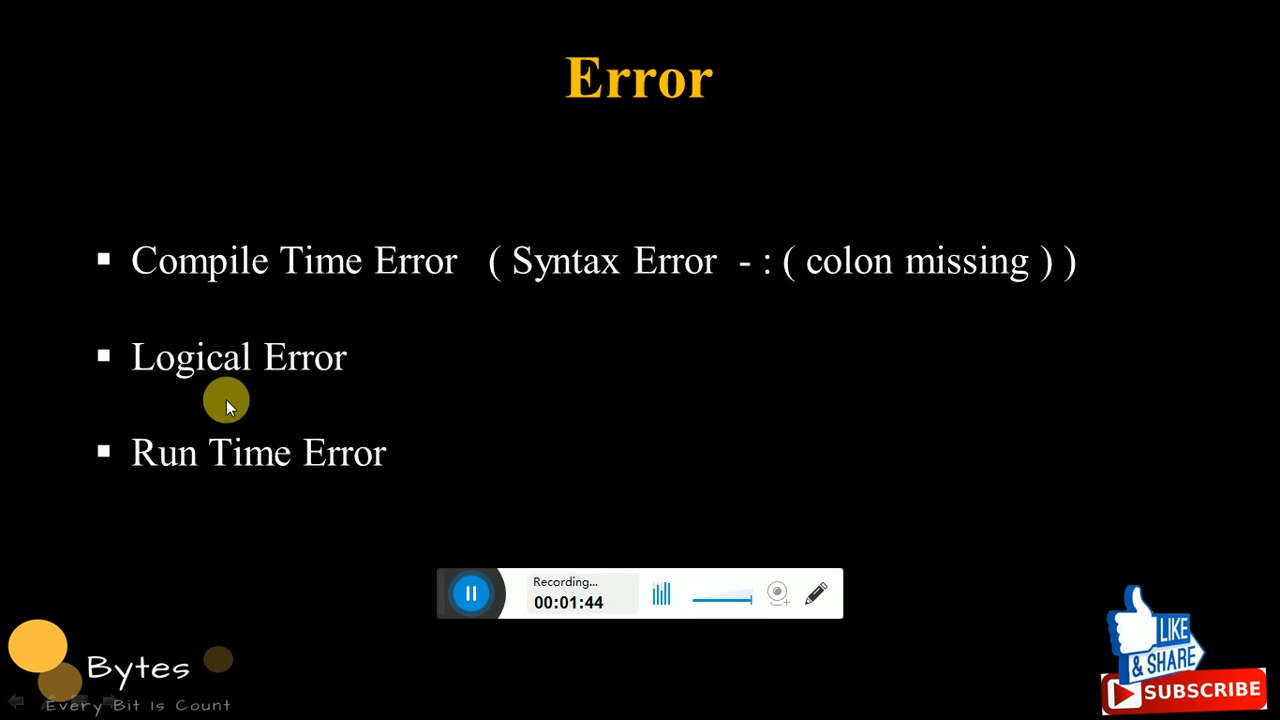 Error
▪ Compile Time Error ( Syntax Error - : ( colon missing ) )
▪ Logical Error
▪ Run Time Error
Recording...
00:01:44
LIKE
& SHARE
SUBSCRIBE
Bytes
Every Bit Is Count